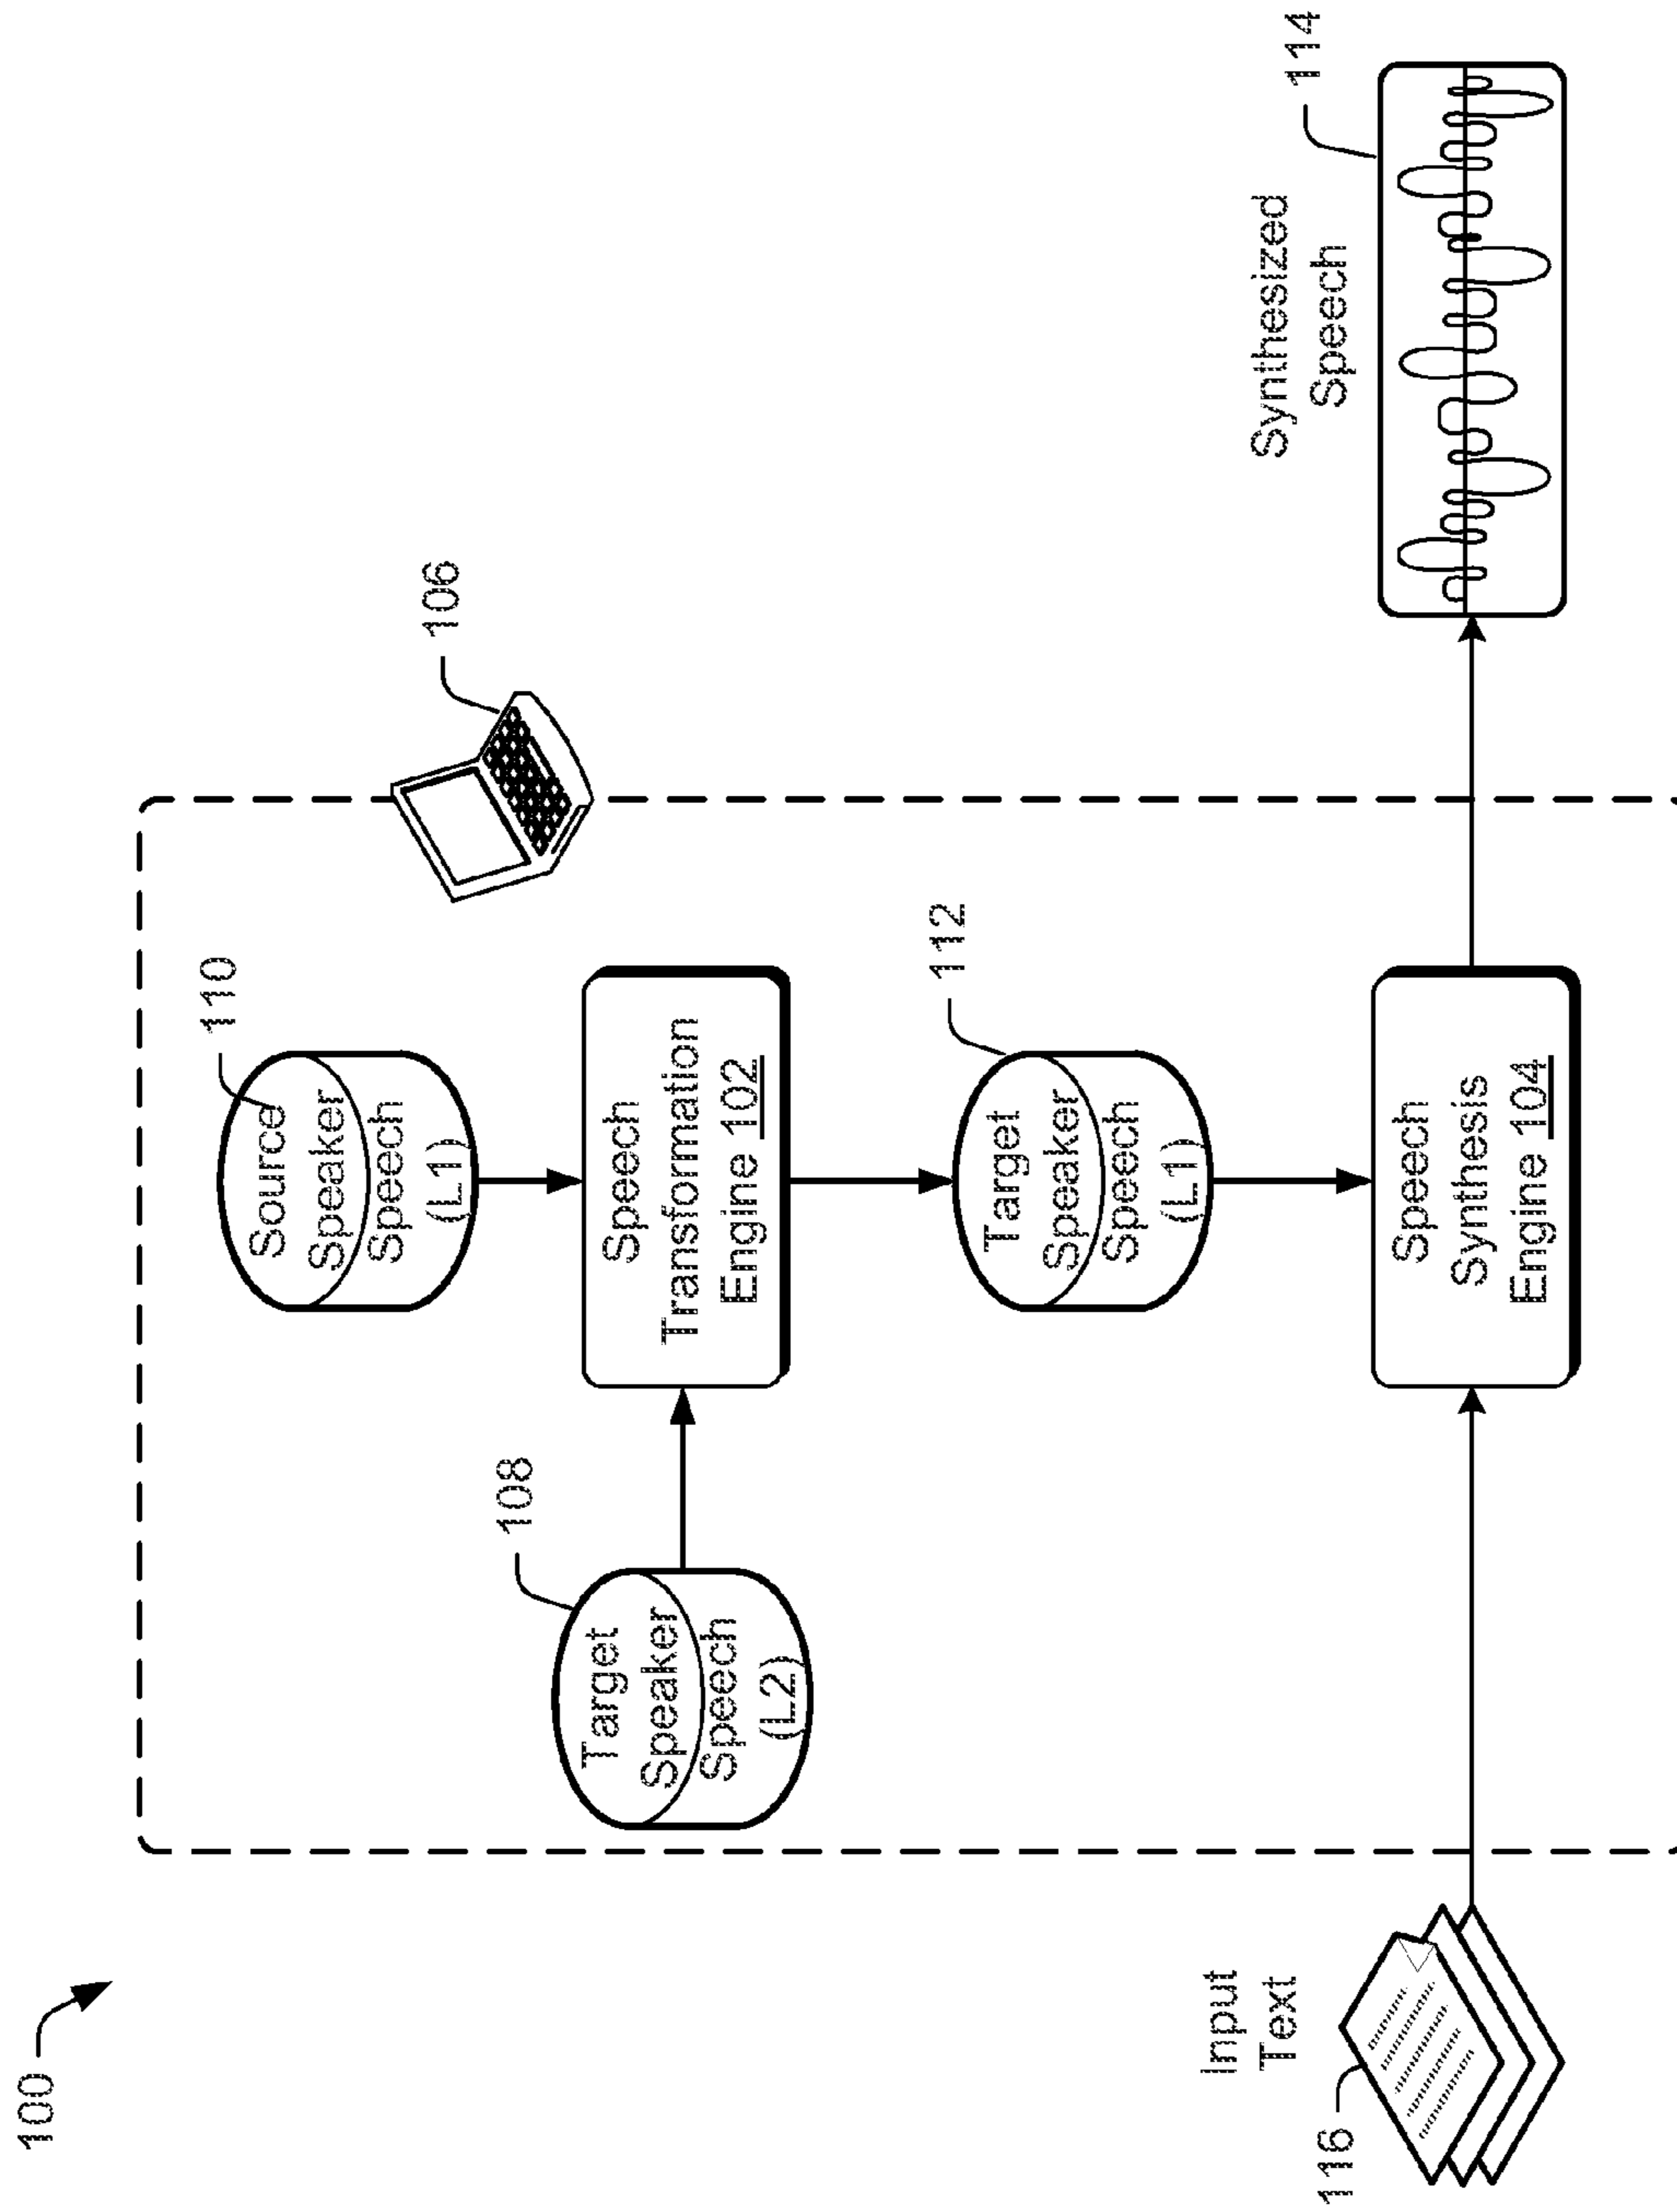 100
110
Source
Speaker
Speech
(L1)
106
108
Target
Speaker
Speech
(L2)
Speech
Transformation
Engine 102
112
Target
Speaker
Speech
(L1)
Input
Text
116
Speech
Synthesis
Engine 104
Synthesized
Speech
114